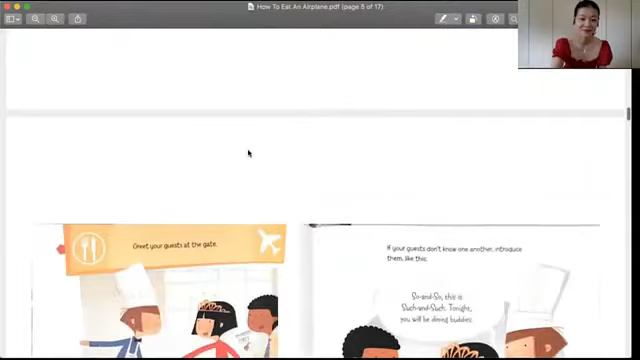 How To Eat An Airplane.pdf (page 5 of 17)
Greet your guests at the gate.
If your guests don't know one another, introduce
them, like this:
So-and-So, this is
Such-and-Such. Tonight,
you will be dining buddies.